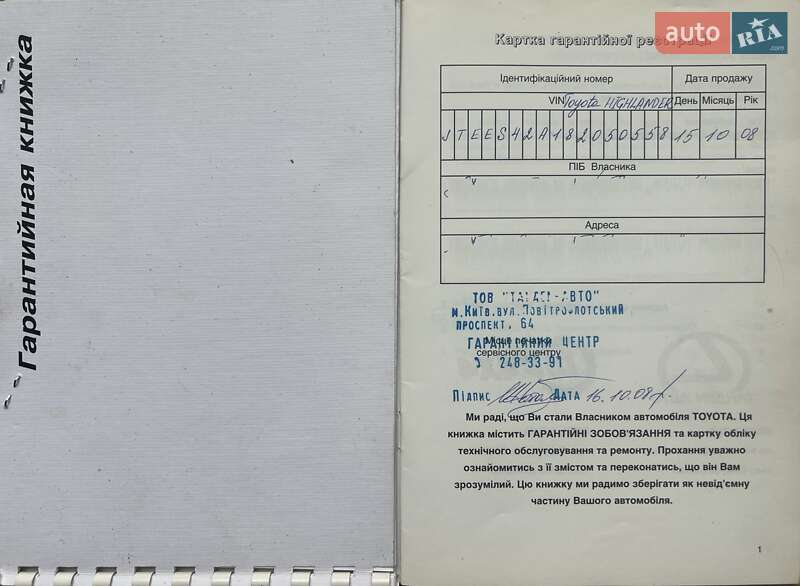 Гарантийная книжка
auto RIA .com
Картка гарантійної реєстрації
Ідентифікаційний номер Дата продажу
VIN Toyota HIGHLANDER День Місяць Рік
JTEES42A182050558 15 10 08
ПІБ Власника
Адреса
ТОВ "ТАНДЕМ-АВТО"
м.Київ.вул.Повітрофлотський
проспект, 64
ГАРАНТІЙНИЙ ЦЕНТР
Місце печатки
сервісного центру
248-33-91
Підпис Дата 16.10.08р.
Ми раді, що Ви стали Власником автомобіля TOYOTA. Ця
книжка містить ГАРАНТІЙНІ ЗОБОВ'ЯЗАННЯ та картку обліку
технічного обслуговування та ремонту. Прохання уважно
ознайомитись з її змістом та переконатись, що він Вам
зрозумілий. Цю книжку ми радимо зберігати як невід'ємну
частину Вашого автомобіля.
1